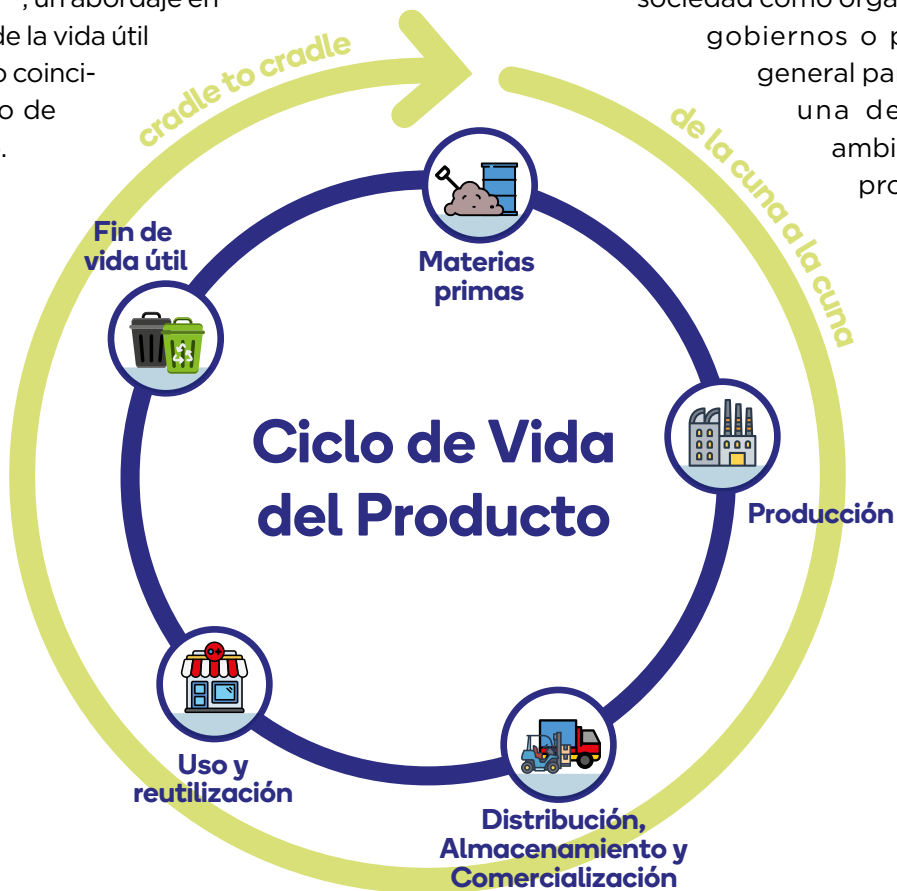 , un abordaje en
de la vida útil
o coinci-
o de
sociedad como orga
gobiernos o p
general par
una de
ambi
pro
cradle to cradle
de la cuna a la cuna
Materias
primas
Producción
Distribución,
Almacenamiento y
Comercialización
Uso y
reutilización
Fin de
vida útil
Ciclo de Vida
del Producto